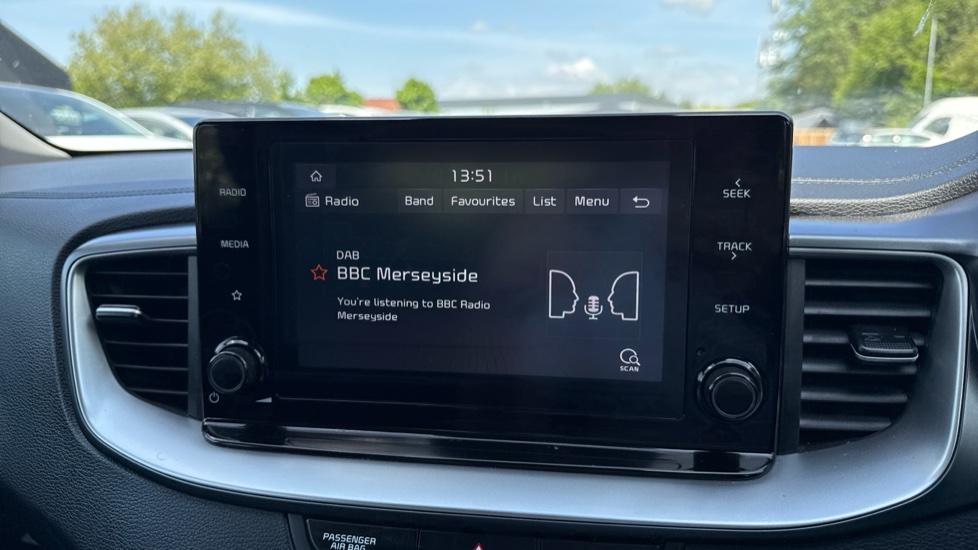 13:51
RADIO
Radio Band Favourites List Menu
SEEK
MEDIA
TRACK
DAB
BBC Merseyside
You're listening to BBC Radio
Merseyside
SETUP
SCAN
PASSENGER
AIR BAG